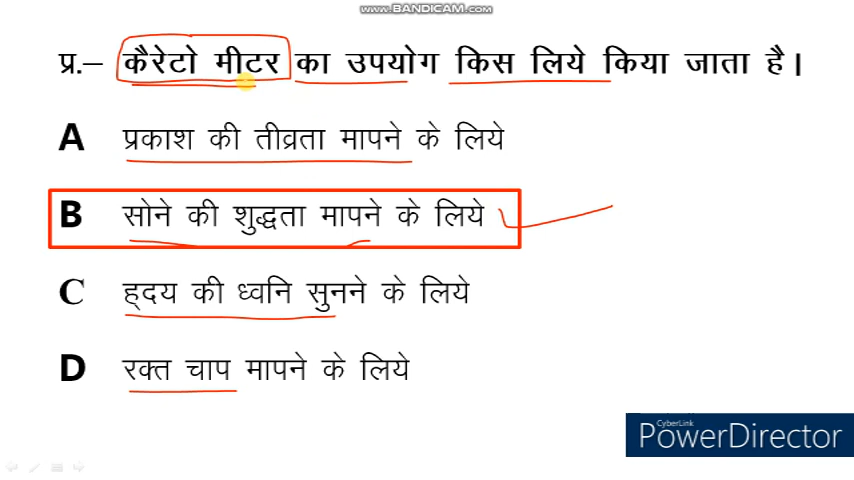 www.BANDICAM.com
प्र.– कैरेटो मीटर का उपयोग किस लिये किया जाता है।
A प्रकाश की तीव्रता मापने के लिये
B सोने की शुद्धता मापने के लिये
C ह्दय की ध्वनि सुनने के लिये
D रक्त चाप मापने के लिये
CyberLink
PowerDirector